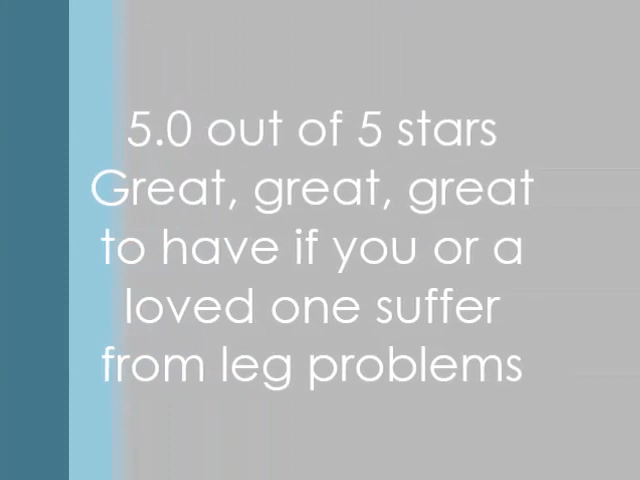 5.0 out of 5 stars
Great, great, great
to have if you or a
loved one suffer
from leg problems